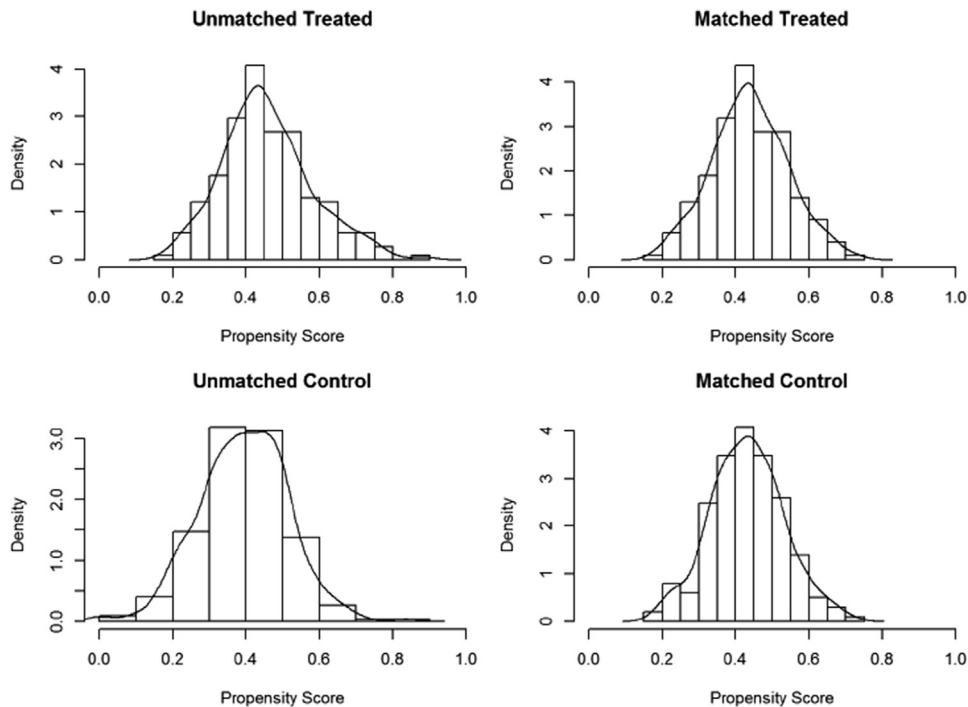 Unmatched Treated
Density
4
3
2
1
0
0.0 0.2 0.4 0.6 0.8 1.0
Propensity Score
Matched Treated
Density
4
3
2
1
0
0.0 0.2 0.4 0.6 0.8 1.0
Propensity Score
Unmatched Control
Density
3.0
2.0
1.0
0.0
0.0 0.2 0.4 0.6 0.8 1.0
Propensity Score
Matched Control
Density
4
3
2
1
0
0.0 0.2 0.4 0.6 0.8 1.0
Propensity Score